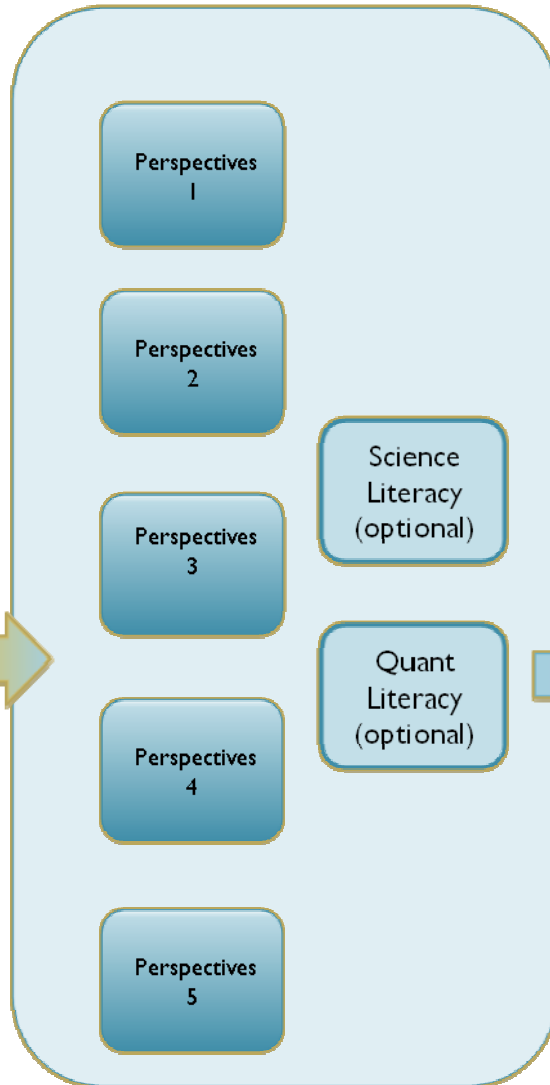 Perspectives
1
Perspectives
2
Perspectives
3
Science
Literacy
(optional)
Quant
Literacy
(optional)
Perspectives
4
Perspectives
5